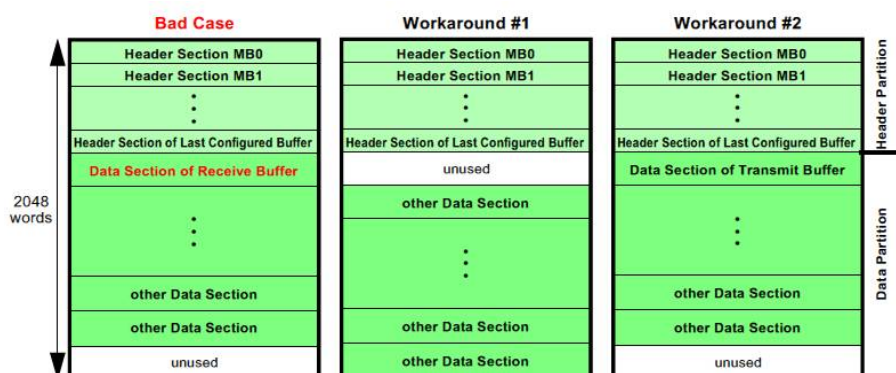 Bad Case
Workaround #1
Workaround #2
2048
words
Header Section MB0
Header Section MB1
Header Section of Last Configured Buffer
Data Section of Receive Buffer
other Data Section
other Data Section
unused
Header Section MB0
Header Section MB1
Header Section of Last Configured Buffer
unused
other Data Section
other Data Section
other Data Section
Header Section MB0
Header Section MB1
Header Section of Last Configured Buffer
Data Section of Transmit Buffer
other Data Section
other Data Section
unused
Header Partition
Data Partition